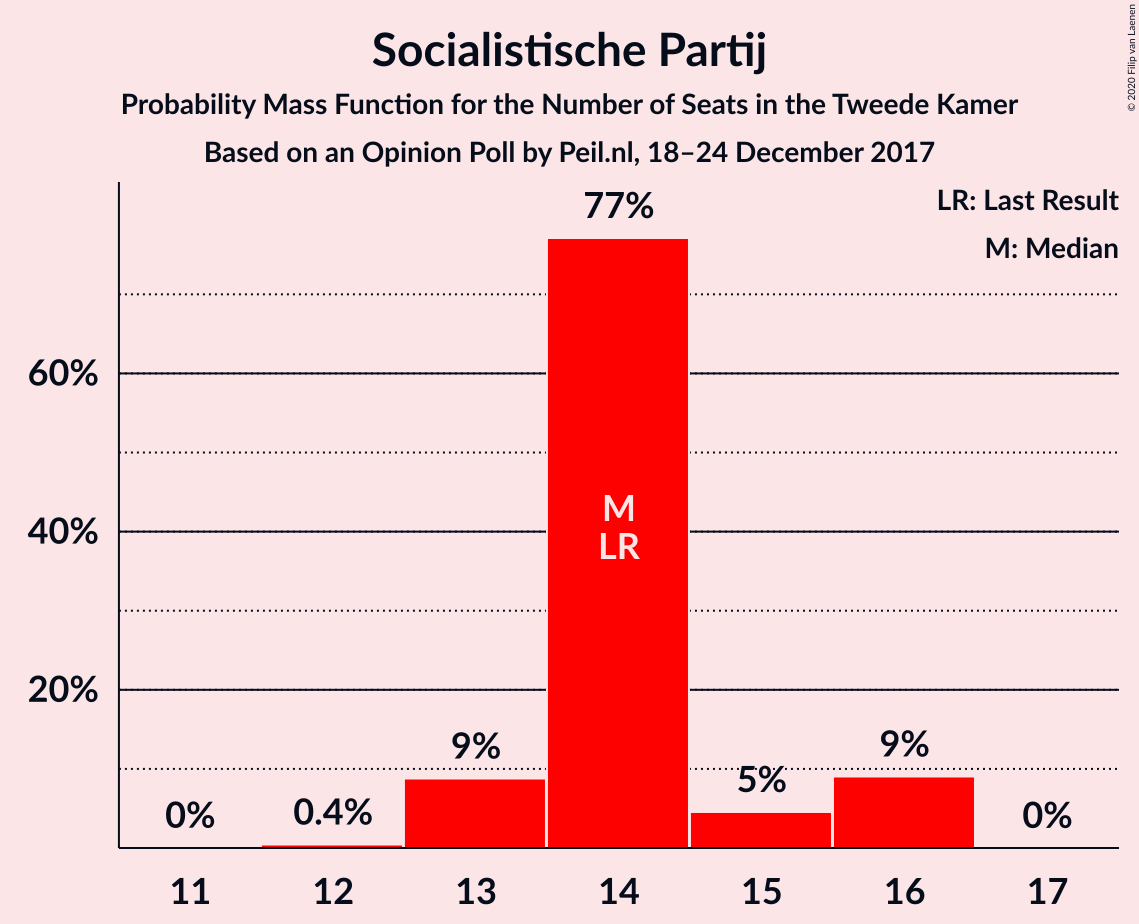 Socialistische Partij
Probability Mass Function for the Number of Seats in the Tweede Kamer
Based on an Opinion Poll by Peil.nl, 18–24 December 2017
© 2020 Filip van Laenen
LR: Last Result
M: Median
77%
60%
40%
20%
M
LR
0%
0.4%
9%
5%
9%
0%
11 12 13 14 15 16 17